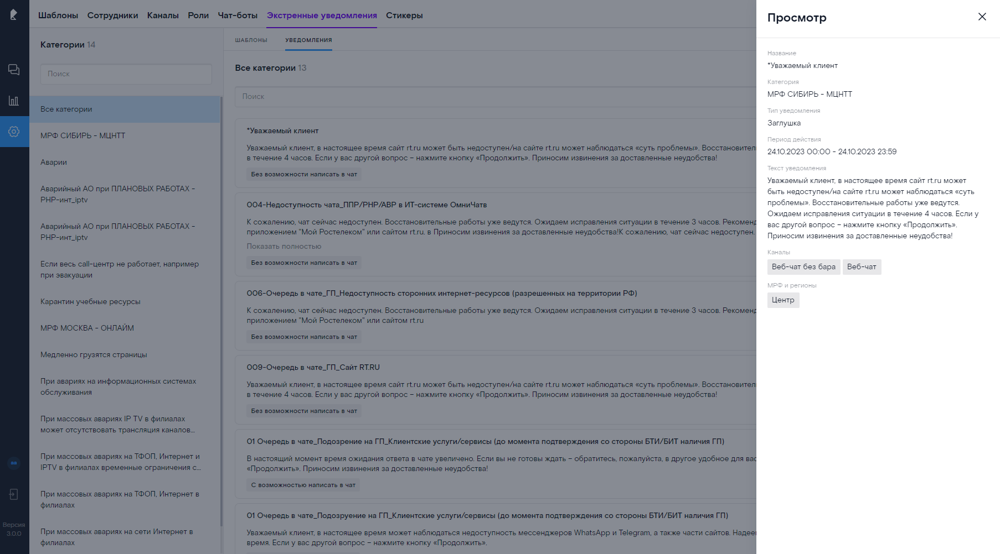 Шаблоны Сотрудники Каналы Роли Чат-боты Экстренные уведомления Стикеры
Категории 14
Поиск
Все категории
МРФ СИБИРЬ - МЦНТТ
Аварии
Аварийный АО при ПЛАНОВЫХ РАБОТАХ -
РНР-инт_iptv
Аварийный АО при ПЛАНОВЫХ РАБОТАХ -
РНР-инт_iptv
Если весь call-центр не работает, например
при эвакуации
Карантин учебные ресурсы
МРФ МОСКВА - ОНЛАЙМ
Медленно грузятся страницы
При авариях на информационных системах
обслуживания
При массовых авариях IP TV в филиалах
может отсутствовать трансляция каналов...
При массовых авариях на ТФОП, Интернет и
IPTV в филиалах временные ограничения с...
При массовых авариях на ТФОП, Интернет в
филиалах
При массовых авариях на сети Интернет в
филиалах
аа
Версия
3.0.0
ШАБЛОНЫ УВЕДОМЛЕНИЯ
Все категории 13
Поиск
*Уважаемый клиент
Уважаемый клиент, в настоящее время сайт rt.ru может быть недоступен/на сайте rt.ru может наблюдаться «суть проблемы». Восстановител
в течение 4 часов. Если у вас другой вопрос – нажмите кнопку «Продолжить». Приносим извинения за доставленные неудобства!
Без возможности написать в чат
004-Недоступность чата_ППР/РНР/АВР в ИТ-системе ОмниЧатв
К сожалению, чат сейчас недоступен. Восстановительные работы уже ведутся. Ожидаем исправления ситуации в течение 3 часов. Рекоменд
приложением "Мой Ростелеком" или сайтом rt.ru. в Приносим извинения за доставленные неудобства!К сожалению, чат сейчас недоступен.
Показать полностью
Без возможности написать в чат
006-Очередь в чате_ГП_Недоступность сторонних интернет-ресурсов (разрешенных на территории РФ)
К сожалению, чат сейчас недоступен. Восстановительные работы уже ведутся. Ожидаем исправления ситуации в течение 3 часов. Рекоменд
приложением "Мой Ростелеком" или сайтом rt.ru
Без возможности написать в чат
009-Очередь в чате_ГП_Сайт RT.RU
Уважаемый клиент, в настоящее время сайт rt.ru может быть недоступен/на сайте rt.ru может наблюдаться «суть проблемы». Восстановител
в течение 4 часов. Если у вас другой вопрос – нажмите кнопку «Продолжить». Приносим извинения за доставленные неудобства!
Без возможности написать в чат
01 Очередь в чате_Подозрение на ГП_Клиентские услуги/сервисы (до момента подтверждения со стороны БТИ/БИТ наличия ГП)
В настоящий момент время ожидания ответа в чате увеличено. Если вы не готовы ждать – обратитесь, пожалуйста, в другое удобное для вас
«Продолжить». Приносим извинения за доставленные неудобства!
С возможностью написать в чат
01 Очередь в чате_Подозруение на ГП_Клиентские услуги/сервисы (до момента подтверждения со стороны БТИ/БИТ наличия ГП)
Уважаемый клиент, в настоящее время может наблюдаться недоступность мессенджеров WhatsApp и Telegram, а также части сайтов. Надеем
время. Если у вас другой вопрос – нажмите кнопку «Продолжить».
Просмотр
Название
*Уважаемый клиент
Категория
МРФ СИБИРЬ - МЦНТТ
Тип уведомления
Заглушка
Период действия
24.10.2023 00:00 - 24.10.2023 23:59
Текст уведомления
Уважаемый клиент, в настоящее время сайт rt.ru может
быть недоступен/на сайте rt.ru может наблюдаться «суть
проблемы». Восстановительные работы уже ведутся.
Ожидаем исправления ситуации в течение 4 часов. Если у
вас другой вопрос – нажмите кнопку «Продолжить».
Приносим извинения за доставленные неудобства!
Каналы
Веб-чат без бара Веб-чат
МРФ и регионы
Центр